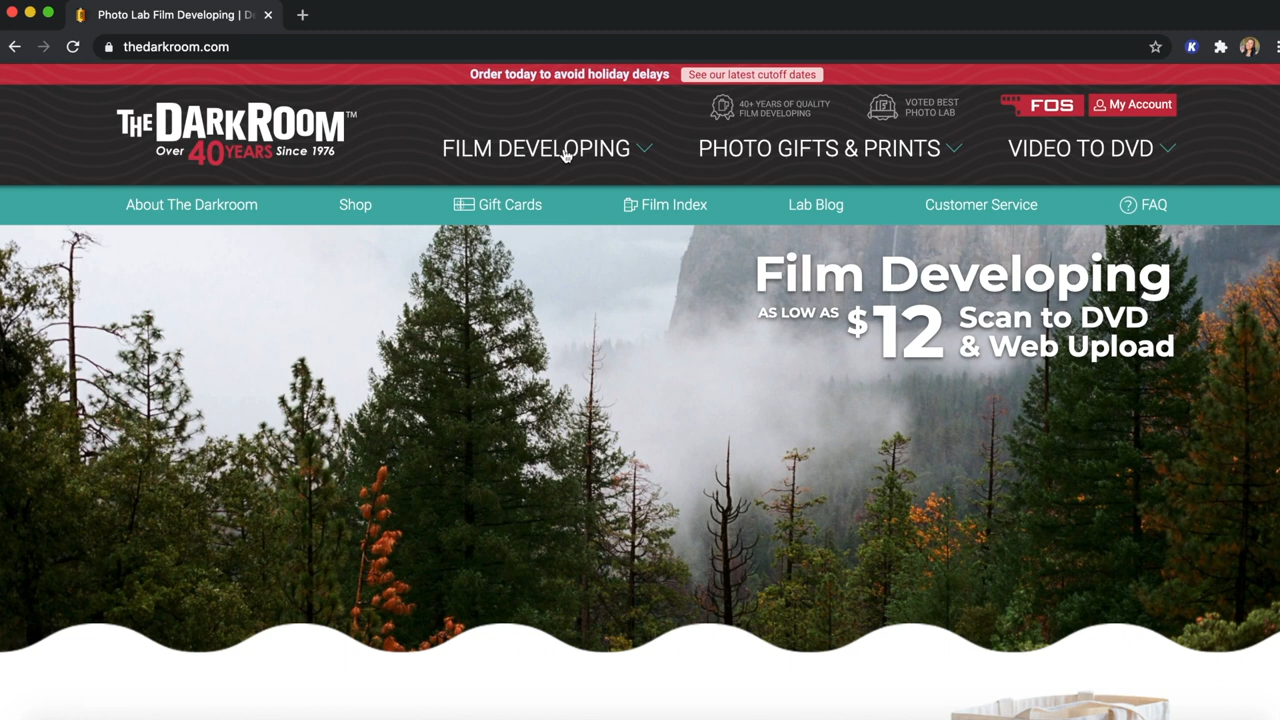 Photo Lab Film Developing | De
thedarkroom.com
K
Order today to avoid holiday delays
See our latest cutoff dates
THE DARKROOM™
Over 40 YEARS Since 1976
40+ YEARS OF QUALITY
FILM DEVELOPING
VOTED BEST
PHOTO LAB
FOS
My Account
FILM DEVELOPING
PHOTO GIFTS & PRINTS
VIDEO TO DVD
About The Darkroom
Shop
Gift Cards
Film Index
Lab Blog
Customer Service
? FAQ
Film Developing
AS LOW AS $12 Scan to DVD
& Web Upload